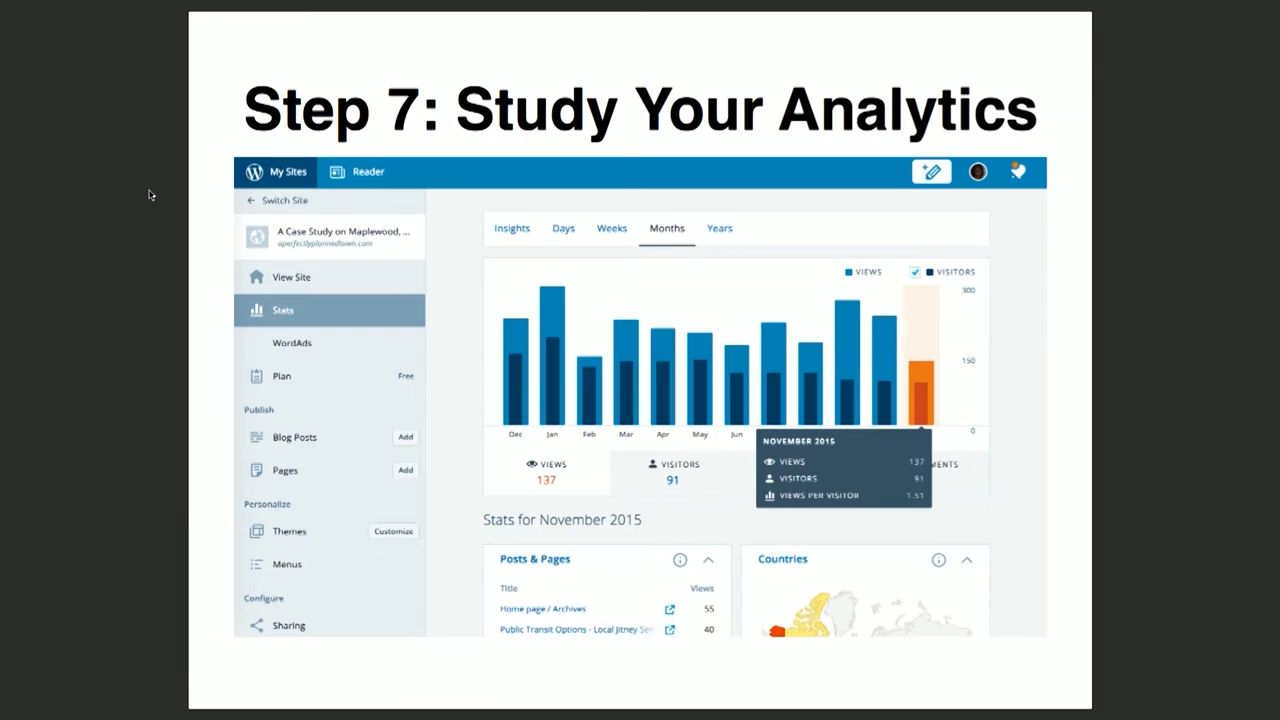 Step 7: Study Your Analytics
My Sites
Reader
Switch Site
A Case Study on Maplewood, ...
aperfectlyplannedtown.com
View Site
Stats
WordAds
Plan
Free
Publish
Blog Posts
Add
Pages
Add
Personalize
Themes
Customize
Menus
Configure
Sharing
Insights Days Weeks Months Years
VIEWS VISITORS
300
150
0
Dec Jan Feb Mar Apr May Jun
NOVEMBER 2015
VIEWS 137
VISITORS 91
VIEWS PER VISITOR 1.51
VIEWS
137
VISITORS
91
MENTS
Stats for November 2015
Posts & Pages
Title Views
Home page / Archives 55
Public Transit Options - Local Jitney Ser 40
Countries